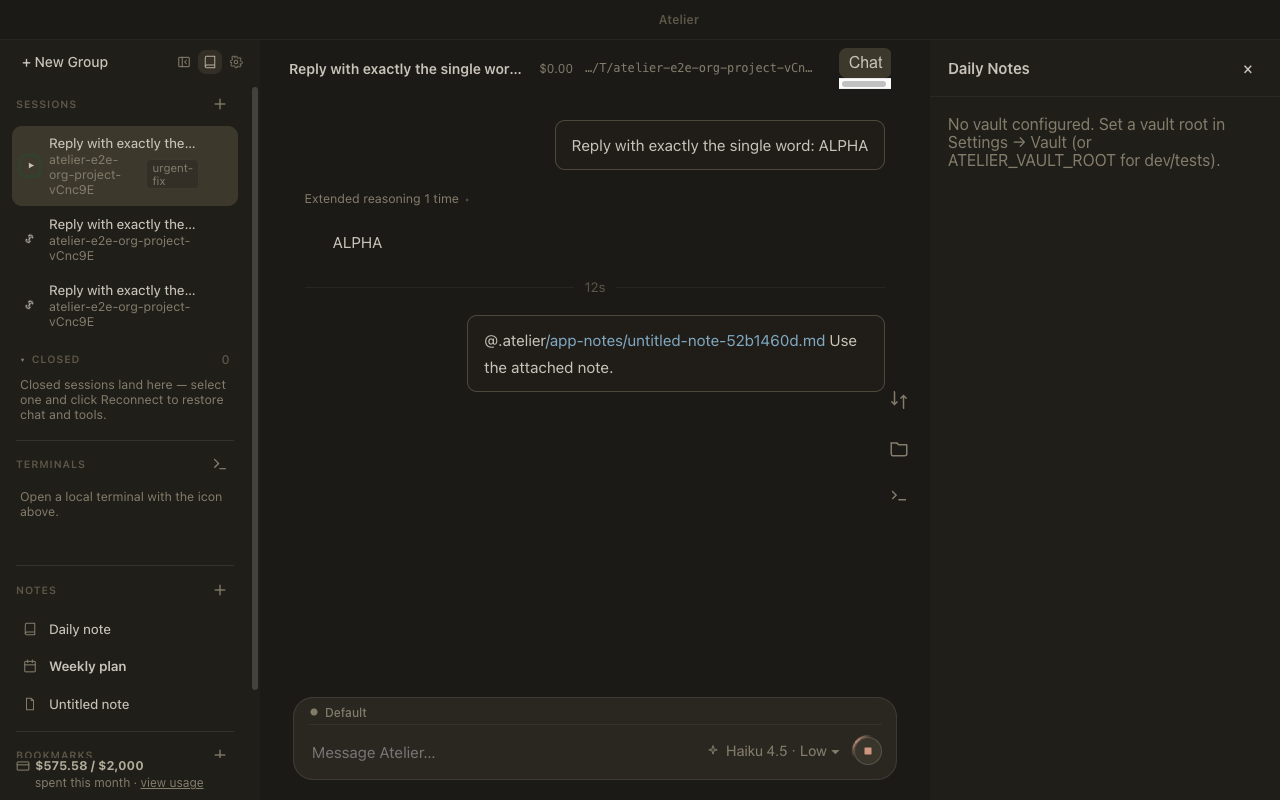 Atelier
+ New Group
SESSIONS
Reply with exactly the...
atelier-e2e-
org-project-
vCnc9E
urgent-
fix
Reply with exactly the...
atelier-e2e-org-project-
vCnc9E
Reply with exactly the...
atelier-e2e-org-project-
vCnc9E
CLOSED 0
Closed sessions land here — select
one and click Reconnect to restore
chat and tools.
TERMINALS
Open a local terminal with the icon
above.
NOTES
Daily note
Weekly plan
Untitled note
BOOKMARKS
$575.58 / $2,000
spent this month · view usage
Reply with exactly the single wor... $0.00 …/T/atelier-e2e-org-project-vCn… Chat
Reply with exactly the single word: ALPHA
Extended reasoning 1 time
ALPHA
12s
@.atelier/app-notes/untitled-note-52b1460d.md Use
the attached note.
Default
Message Atelier...
Haiku 4.5 · Low
Daily Notes
No vault configured. Set a vault root in
Settings → Vault (or
ATELIER_VAULT_ROOT for dev/tests).